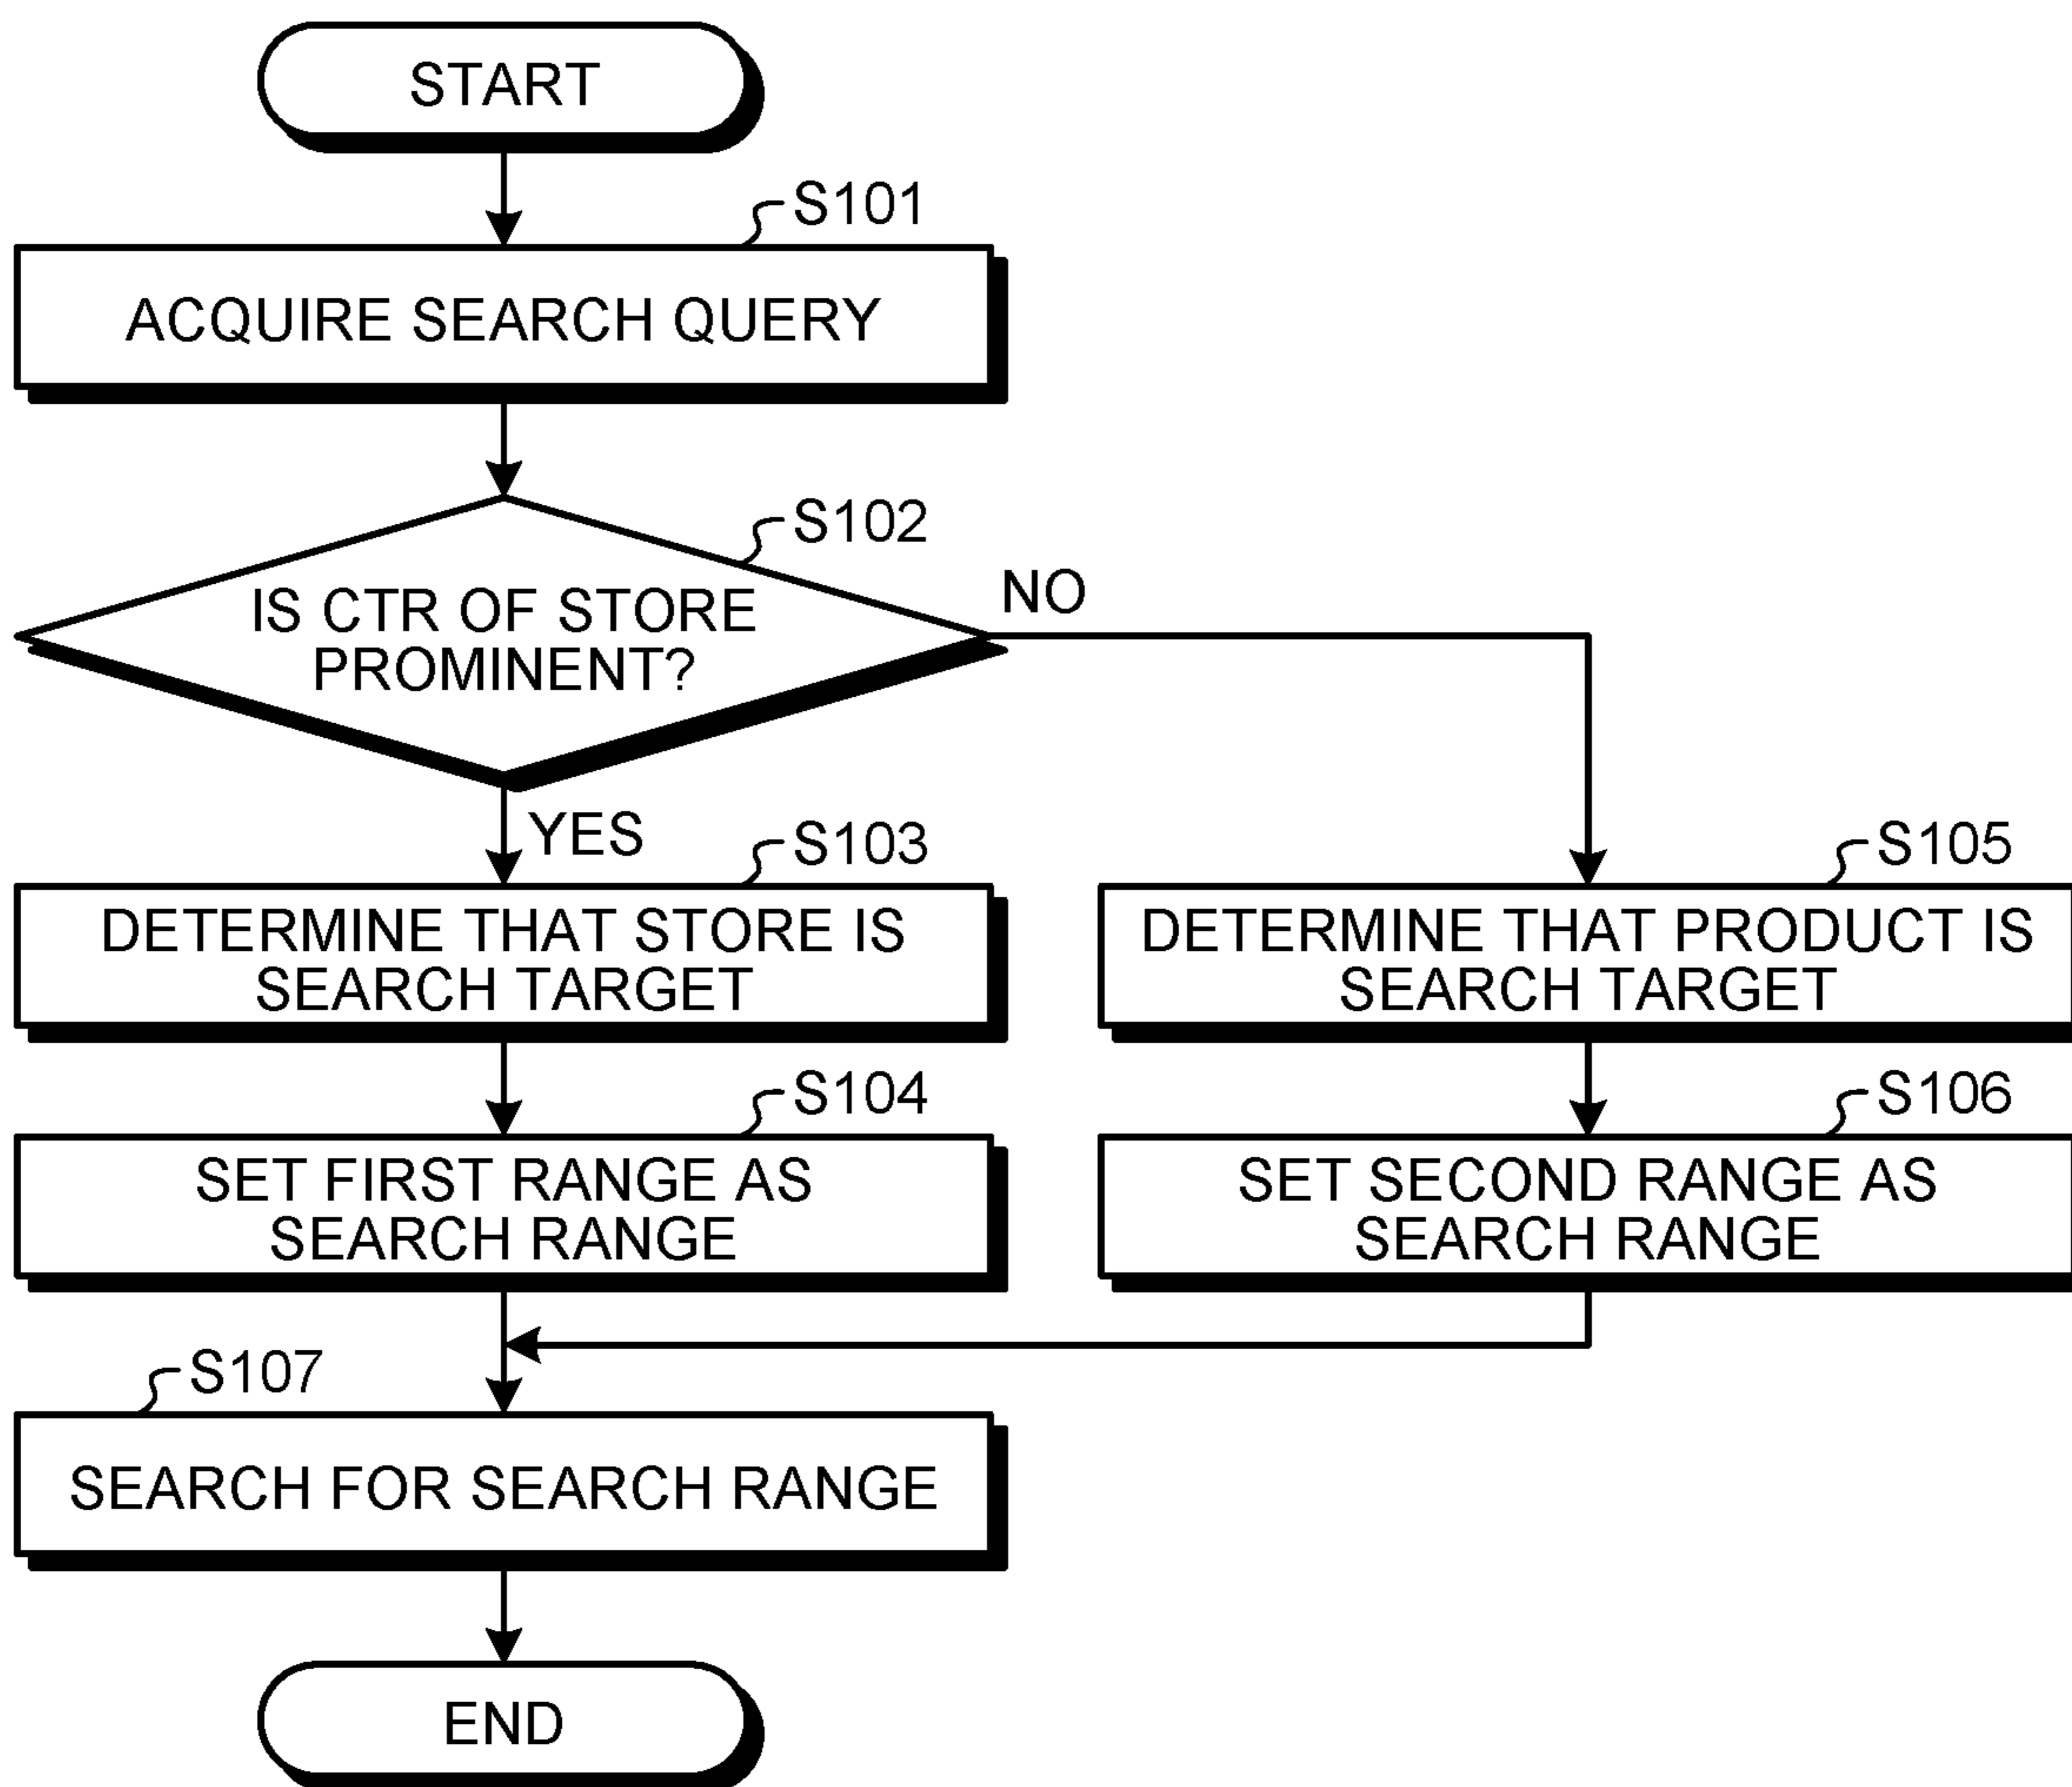 START
S101
ACQUIRE SEARCH QUERY
S102
IS CTR OF STORE
PROMINENT?
NO
YES
S103
DETERMINE THAT STORE IS
SEARCH TARGET
S105
DETERMINE THAT PRODUCT IS
SEARCH TARGET
S104
SET FIRST RANGE AS
SEARCH RANGE
S106
SET SECOND RANGE AS
SEARCH RANGE
S107
SEARCH FOR SEARCH RANGE
END